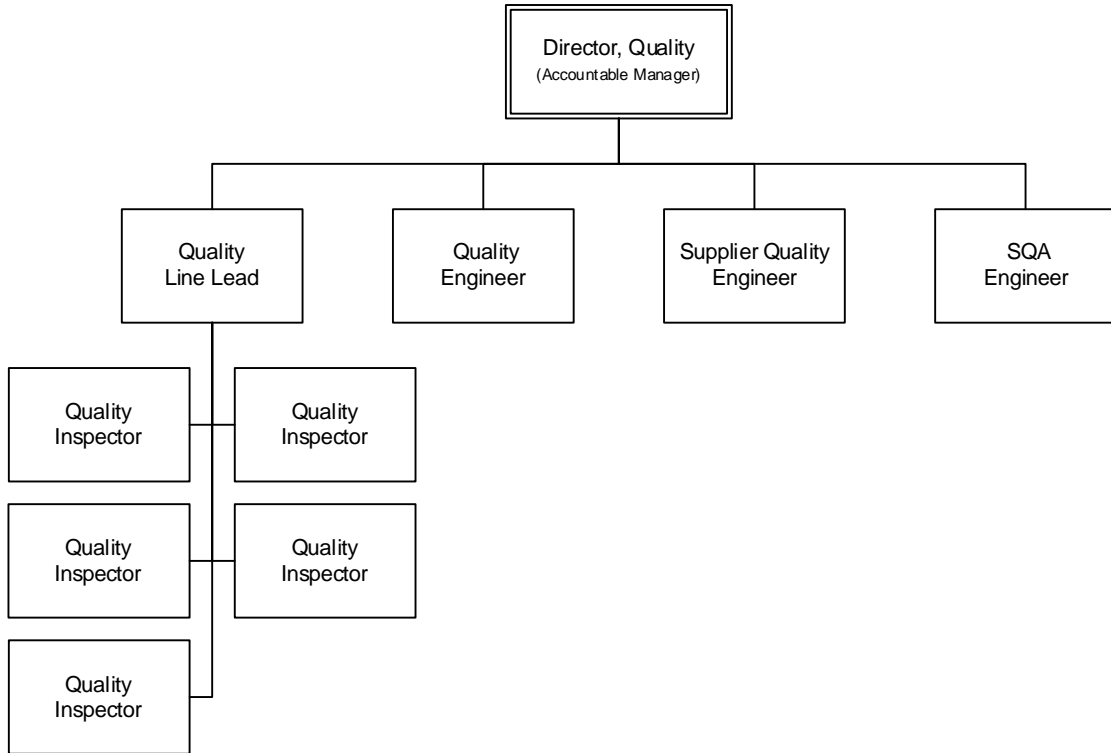 Director, Quality
(Accountable Manager)
Quality
Line Lead
Quality
Engineer
Supplier Quality
Engineer
SQA
Engineer
Quality
Inspector
Quality
Inspector
Quality
Inspector
Quality
Inspector
Quality
Inspector